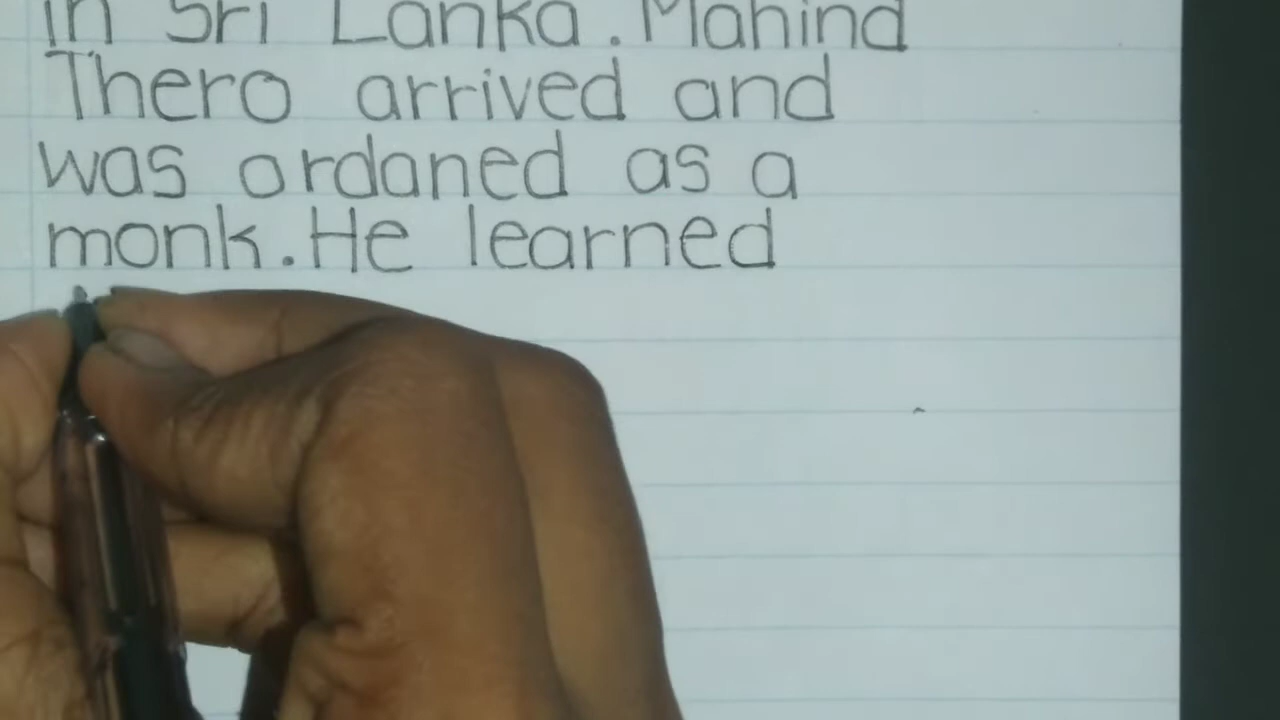 in Sri Lanka. Mahind
Thero arrived and
was ordaned as a
monk. He learned